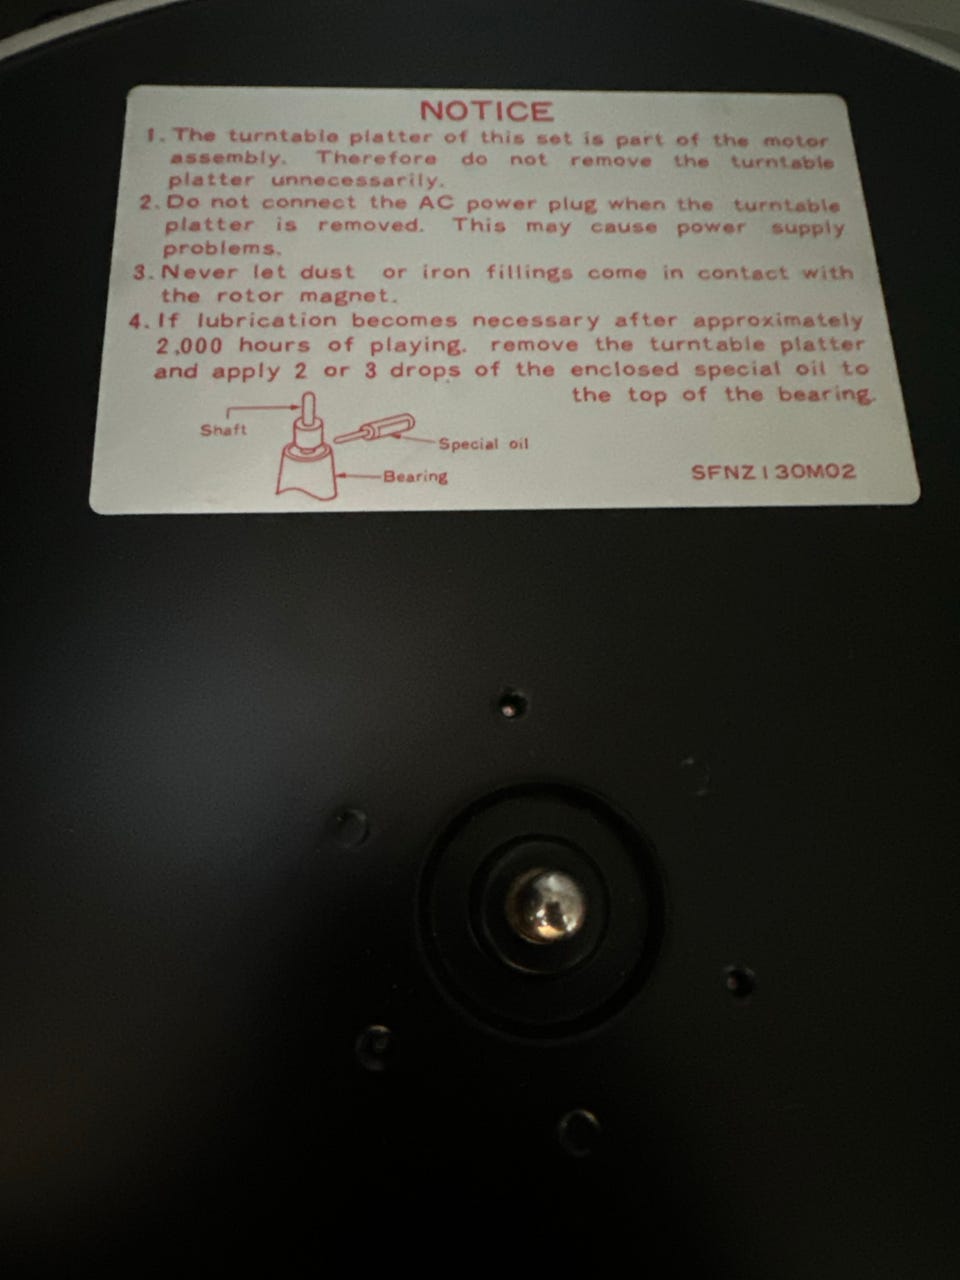 NOTICE
1. The turntable platter of this set is part of the motor
assembly. Therefore do not remove the turntable
platter unnecessarily.
2. Do not connect the AC power plug when the turntable
platter is removed. This may cause power supply
problems.
3. Never let dust or iron fillings come in contact with
the rotor magnet.
4. If lubrication becomes necessary after approximately
2,000 hours of playing. remove the turntable platter
and apply 2 or 3 drops of the enclosed special oil to
the top of the bearing.
Shaft
Special oil
Bearing
SFNZ130M02